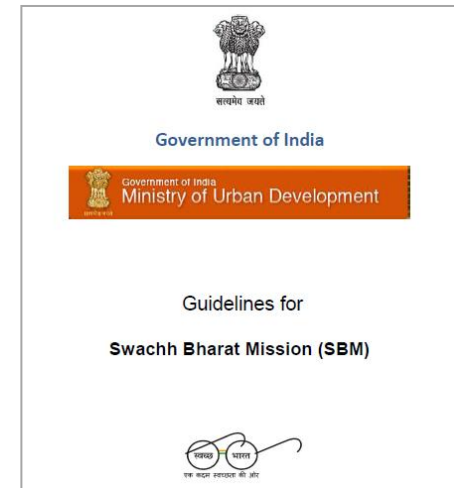 सत्यमेव जयते
Government of India
Government of India
Ministry of Urban Development
Guidelines for
Swachh Bharat Mission (SBM)
स्वच्छ भारत
एक कदम स्वच्छता की ओर